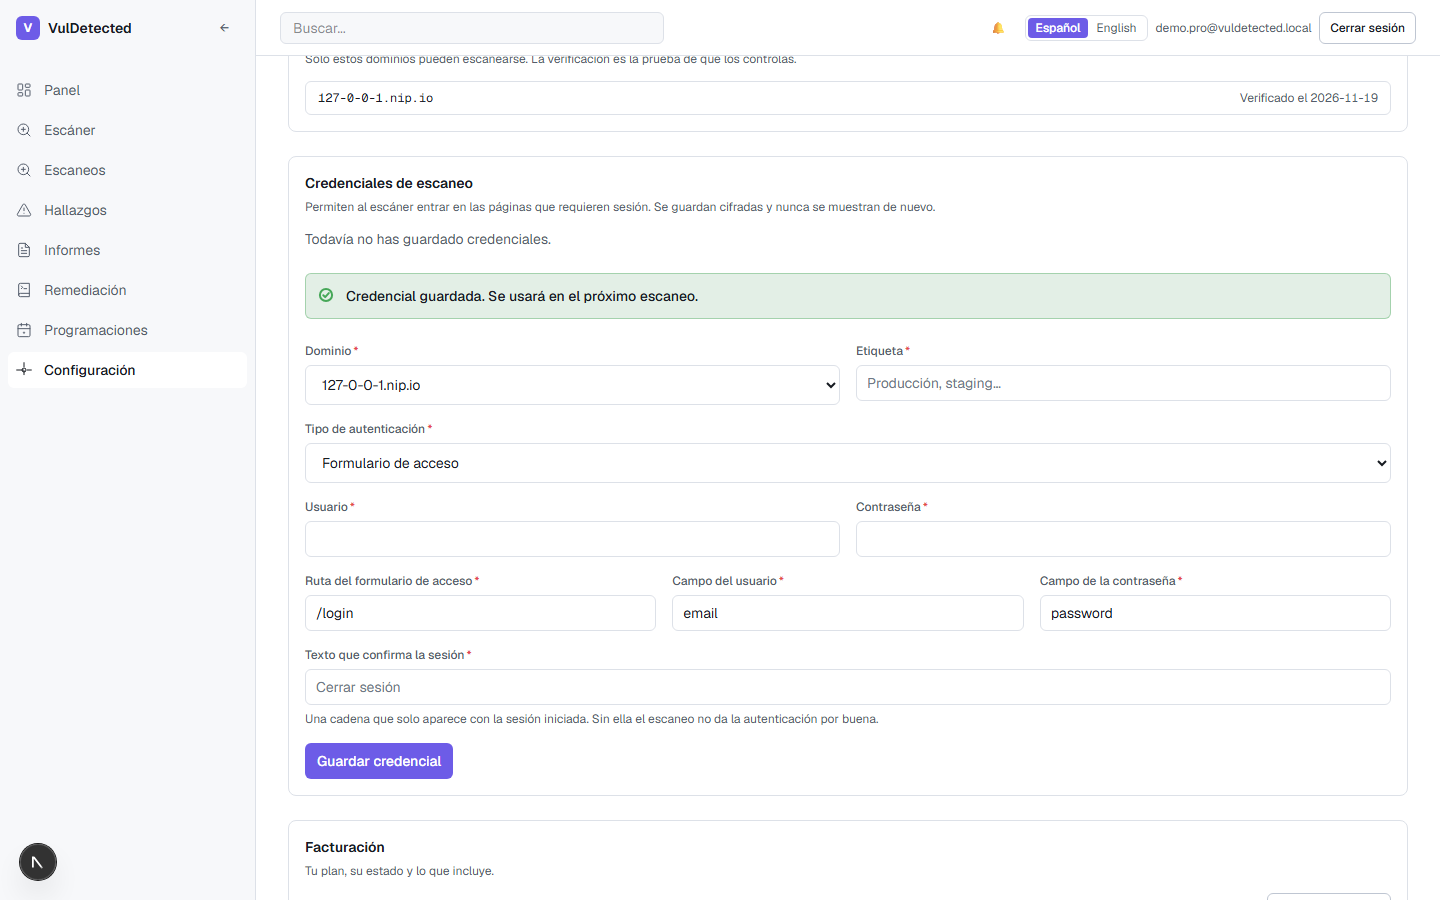 V VulDetected
Buscar...
Español English demo.pro@vuldetected.local Cerrar sesión
Panel
Escáner
Escaneos
Hallazgos
Informes
Remediación
Programaciones
Configuración
Solo estos dominios pueden escanearse. La verificación es la prueba de que los controlas.
127-0-0-1.nip.io Verificado el 2026-11-19
Credenciales de escaneo
Permiten al escáner entrar en las páginas que requieren sesión. Se guardan cifradas y nunca se muestran de nuevo.
Todavía no has guardado credenciales.
Credencial guardada. Se usará en el próximo escaneo.
Dominio * Etiqueta *
127-0-0-1.nip.io Producción, staging...
Tipo de autenticación *
Formulario de acceso
Usuario * Contraseña *
Ruta del formulario de acceso * Campo del usuario * Campo de la contraseña *
/login email password
Texto que confirma la sesión *
Cerrar sesión
Una cadena que solo aparece con la sesión iniciada. Sin ella el escaneo no da la autenticación por buena.
Guardar credencial
Facturación
Tu plan, su estado y lo que incluye.